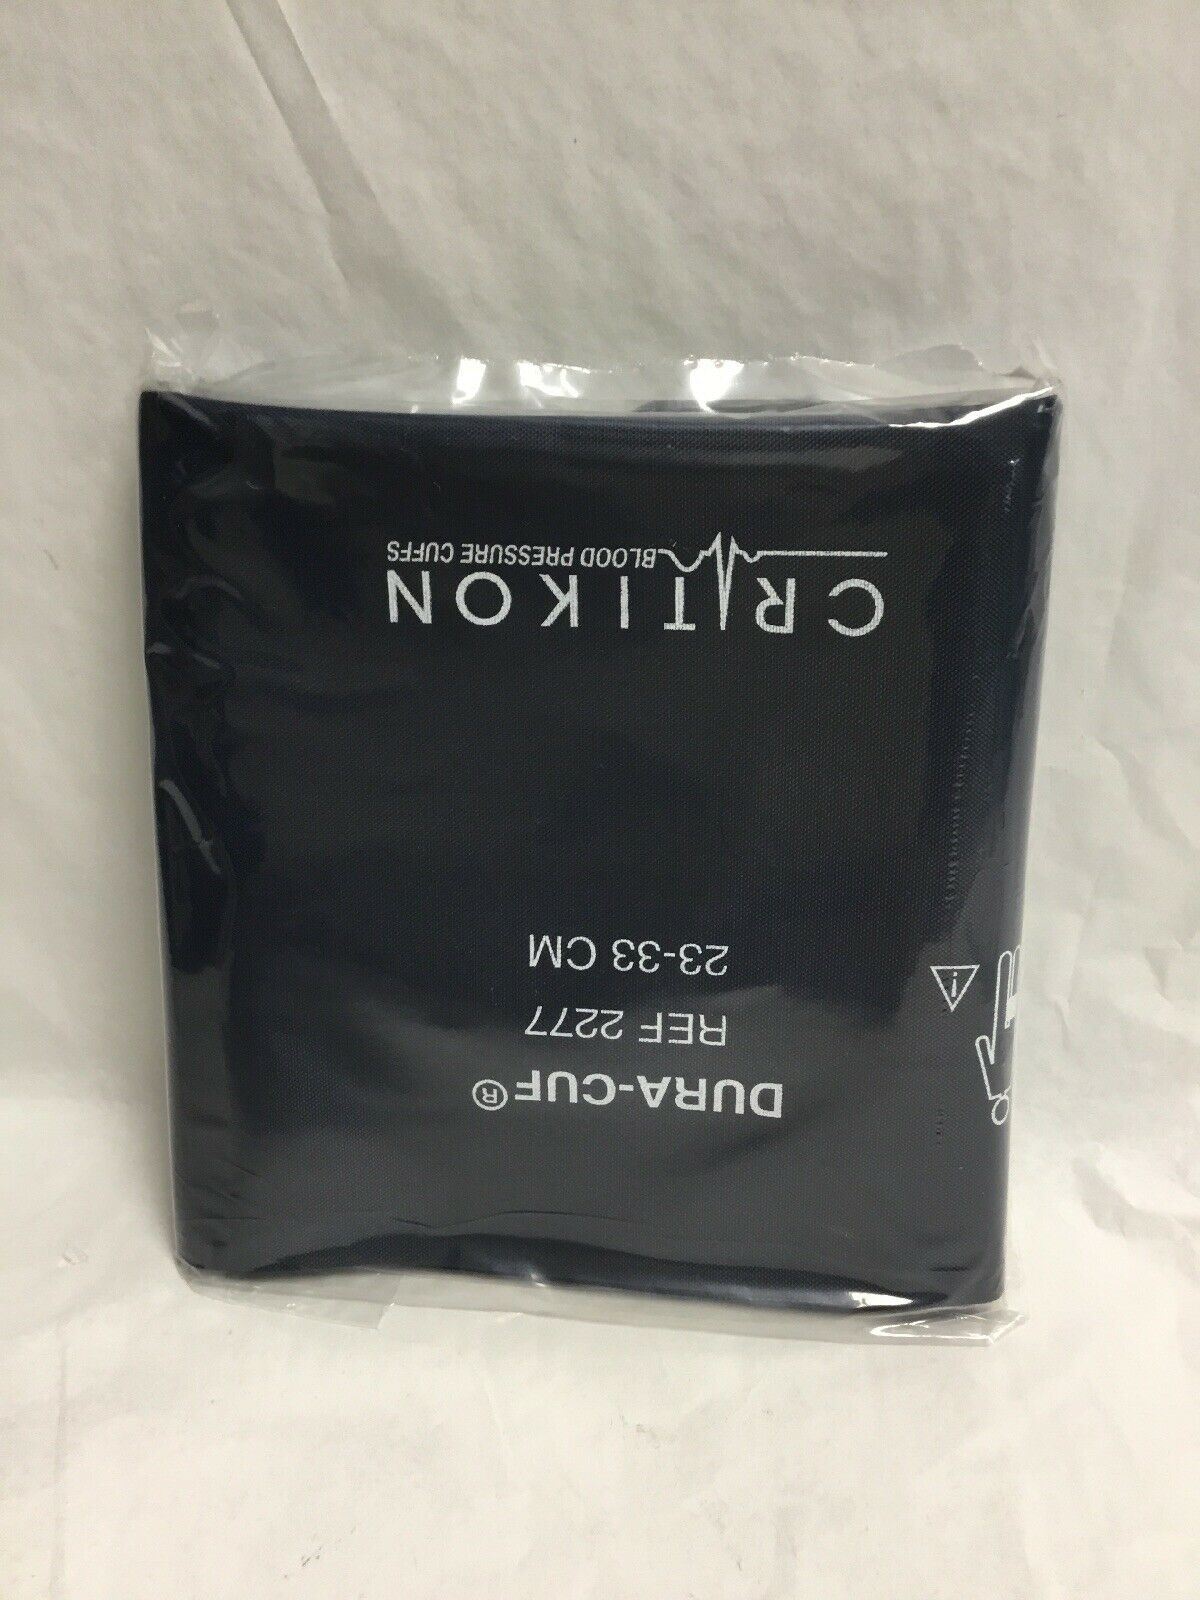 DURA-CUF®
REF 2277
23-33 CM
i
CRITIKON
BLOOD PRESSURE CUFFS